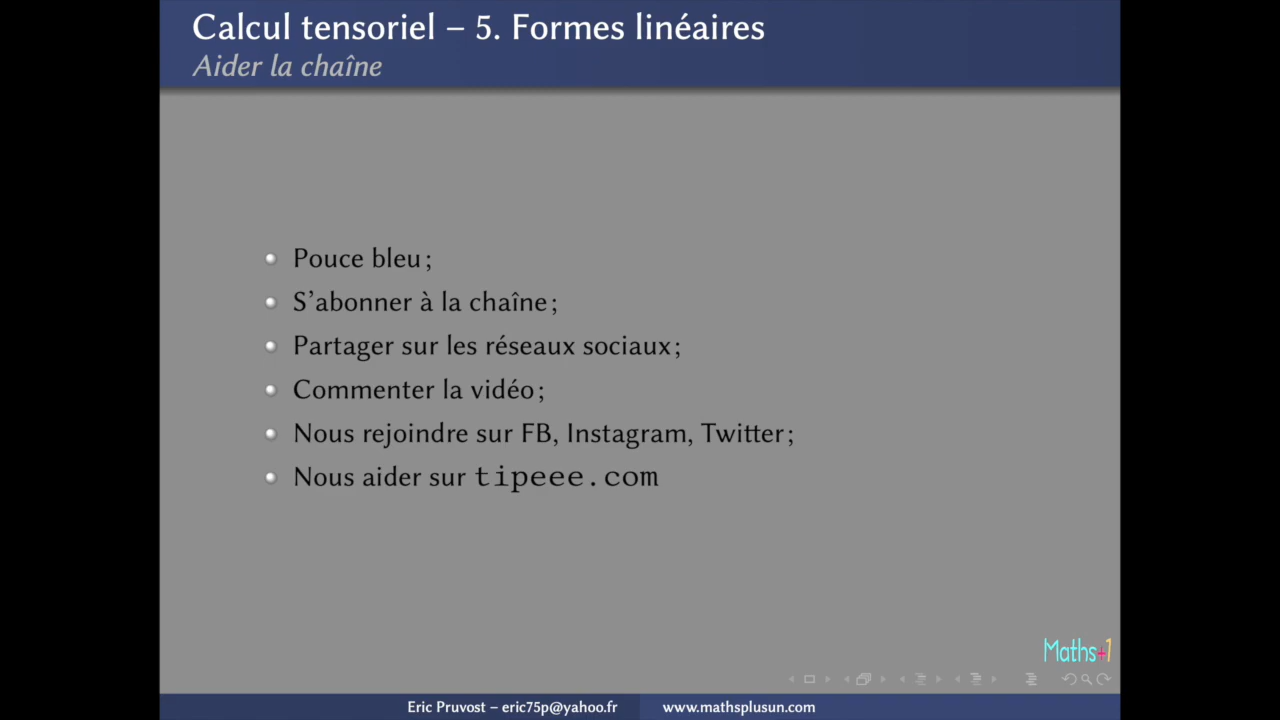 Calcul tensoriel – 5. Formes linéaires
Aider la chaîne
Pouce bleu ;
S’abonner à la chaîne ;
Partager sur les réseaux sociaux ;
Commenter la vidéo ;
Nous rejoindre sur FB, Instagram, Twitter ;
Nous aider sur tipeee.com
Maths+1
Eric Pruvost – eric75p@yahoo.fr www.mathsplusun.com